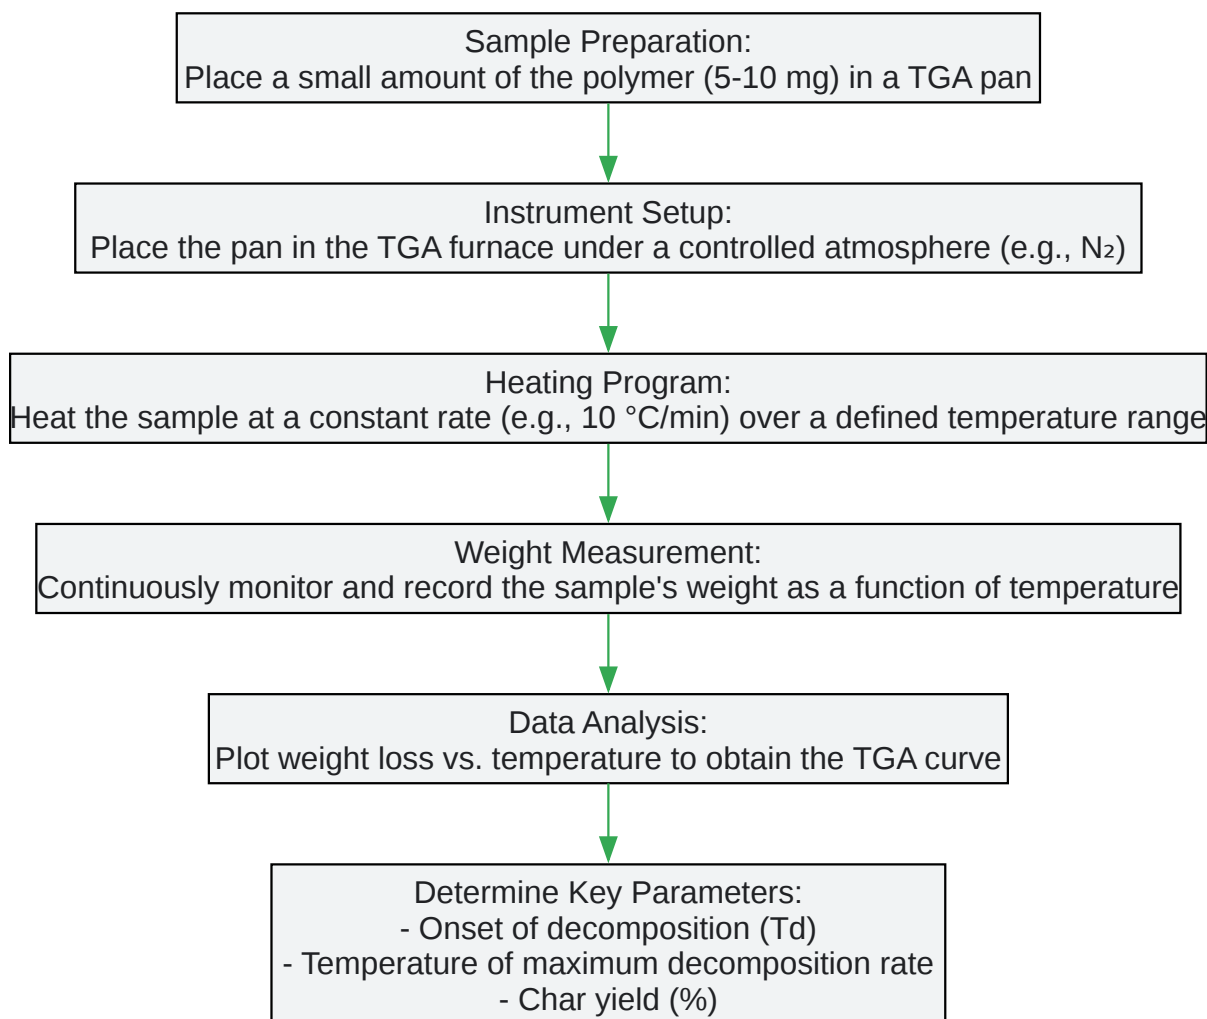 Sample Preparation:
Place a small amount of the polymer (5-10 mg) in a TGA pan
Instrument Setup:
Place the pan in the TGA furnace under a controlled atmosphere (e.g., N₂)
Heating Program:
Heat the sample at a constant rate (e.g., 10 °C/min) over a defined temperature range
Weight Measurement:
Continuously monitor and record the sample's weight as a function of temperature
Data Analysis:
Plot weight loss vs. temperature to obtain the TGA curve
Determine Key Parameters:
- Onset of decomposition (Td)
- Temperature of maximum decomposition rate
- Char yield (%)